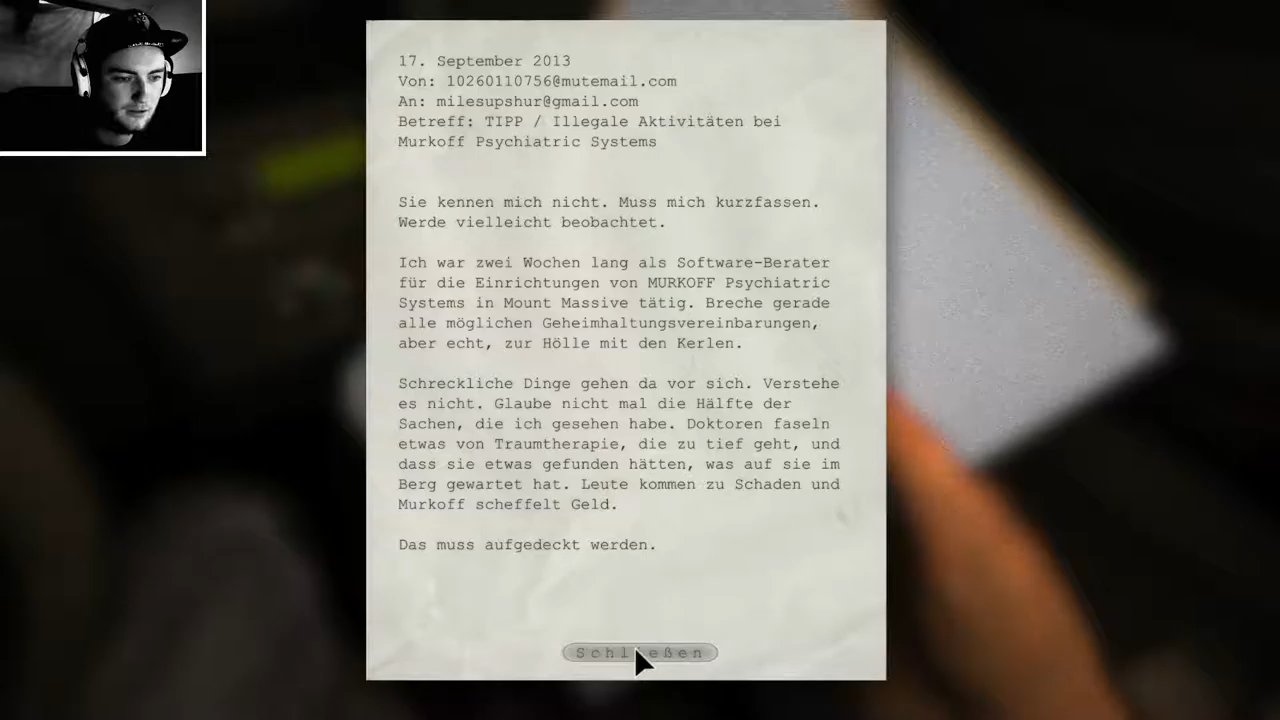 17. September 2013
Von: 10260110756@mutemail.com
An: milesupshur@gmail.com
Betreff: TIPP / Illegale Aktivitäten bei
Murkoff Psychiatric Systems
Sie kennen mich nicht. Muss mich kurzfassen.
Werde vielleicht beobachtet.
Ich war zwei Wochen lang als Software-Berater
für die Einrichtungen von MURKOFF Psychiatric
Systems in Mount Massive tätig. Breche gerade
alle möglichen Geheimhaltungsvereinbarungen,
aber echt, zur Hölle mit den Kerlen.
Schreckliche Dinge gehen da vor sich. Verstehe
es nicht. Glaube nicht mal die Hälfte der
Sachen, die ich gesehen habe. Doktoren faseln
etwas von Traumtherapie, die zu tief geht, und
dass sie etwas gefunden hätten, was auf sie im
Berg gewartet hat. Leute kommen zu Schaden und
Murkoff scheffelt Geld.
Das muss aufgedeckt werden.
Schließen